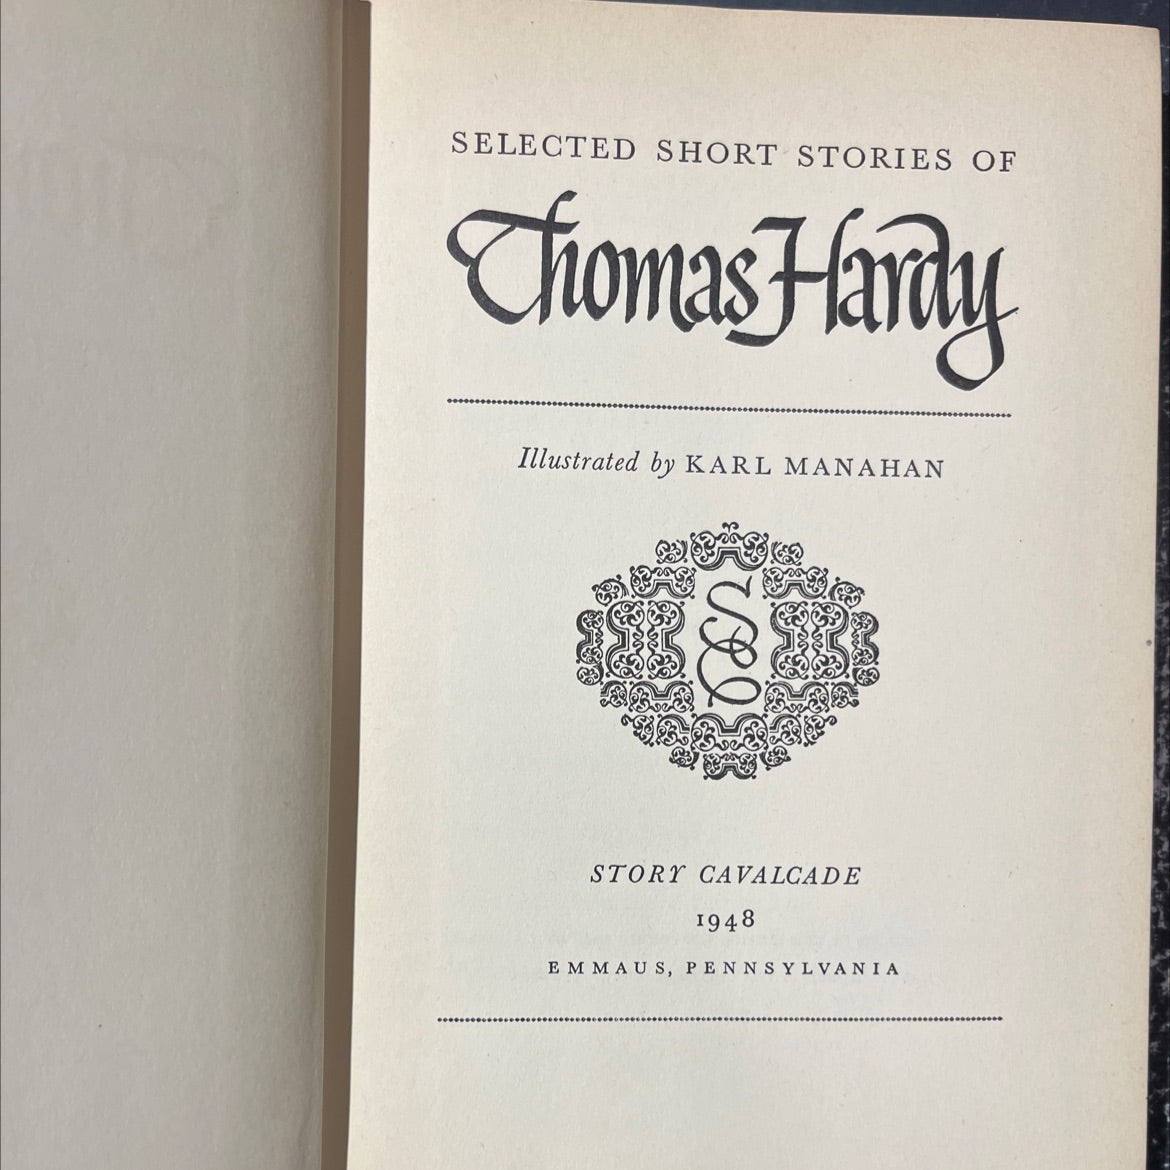 SELECTED SHORT STORIES OF
Thomas Hardy
Illustrated by KARL MANAHAN
SC
STORY CAVALCADE
1948
EMMAUS, PENNSYLVANIA